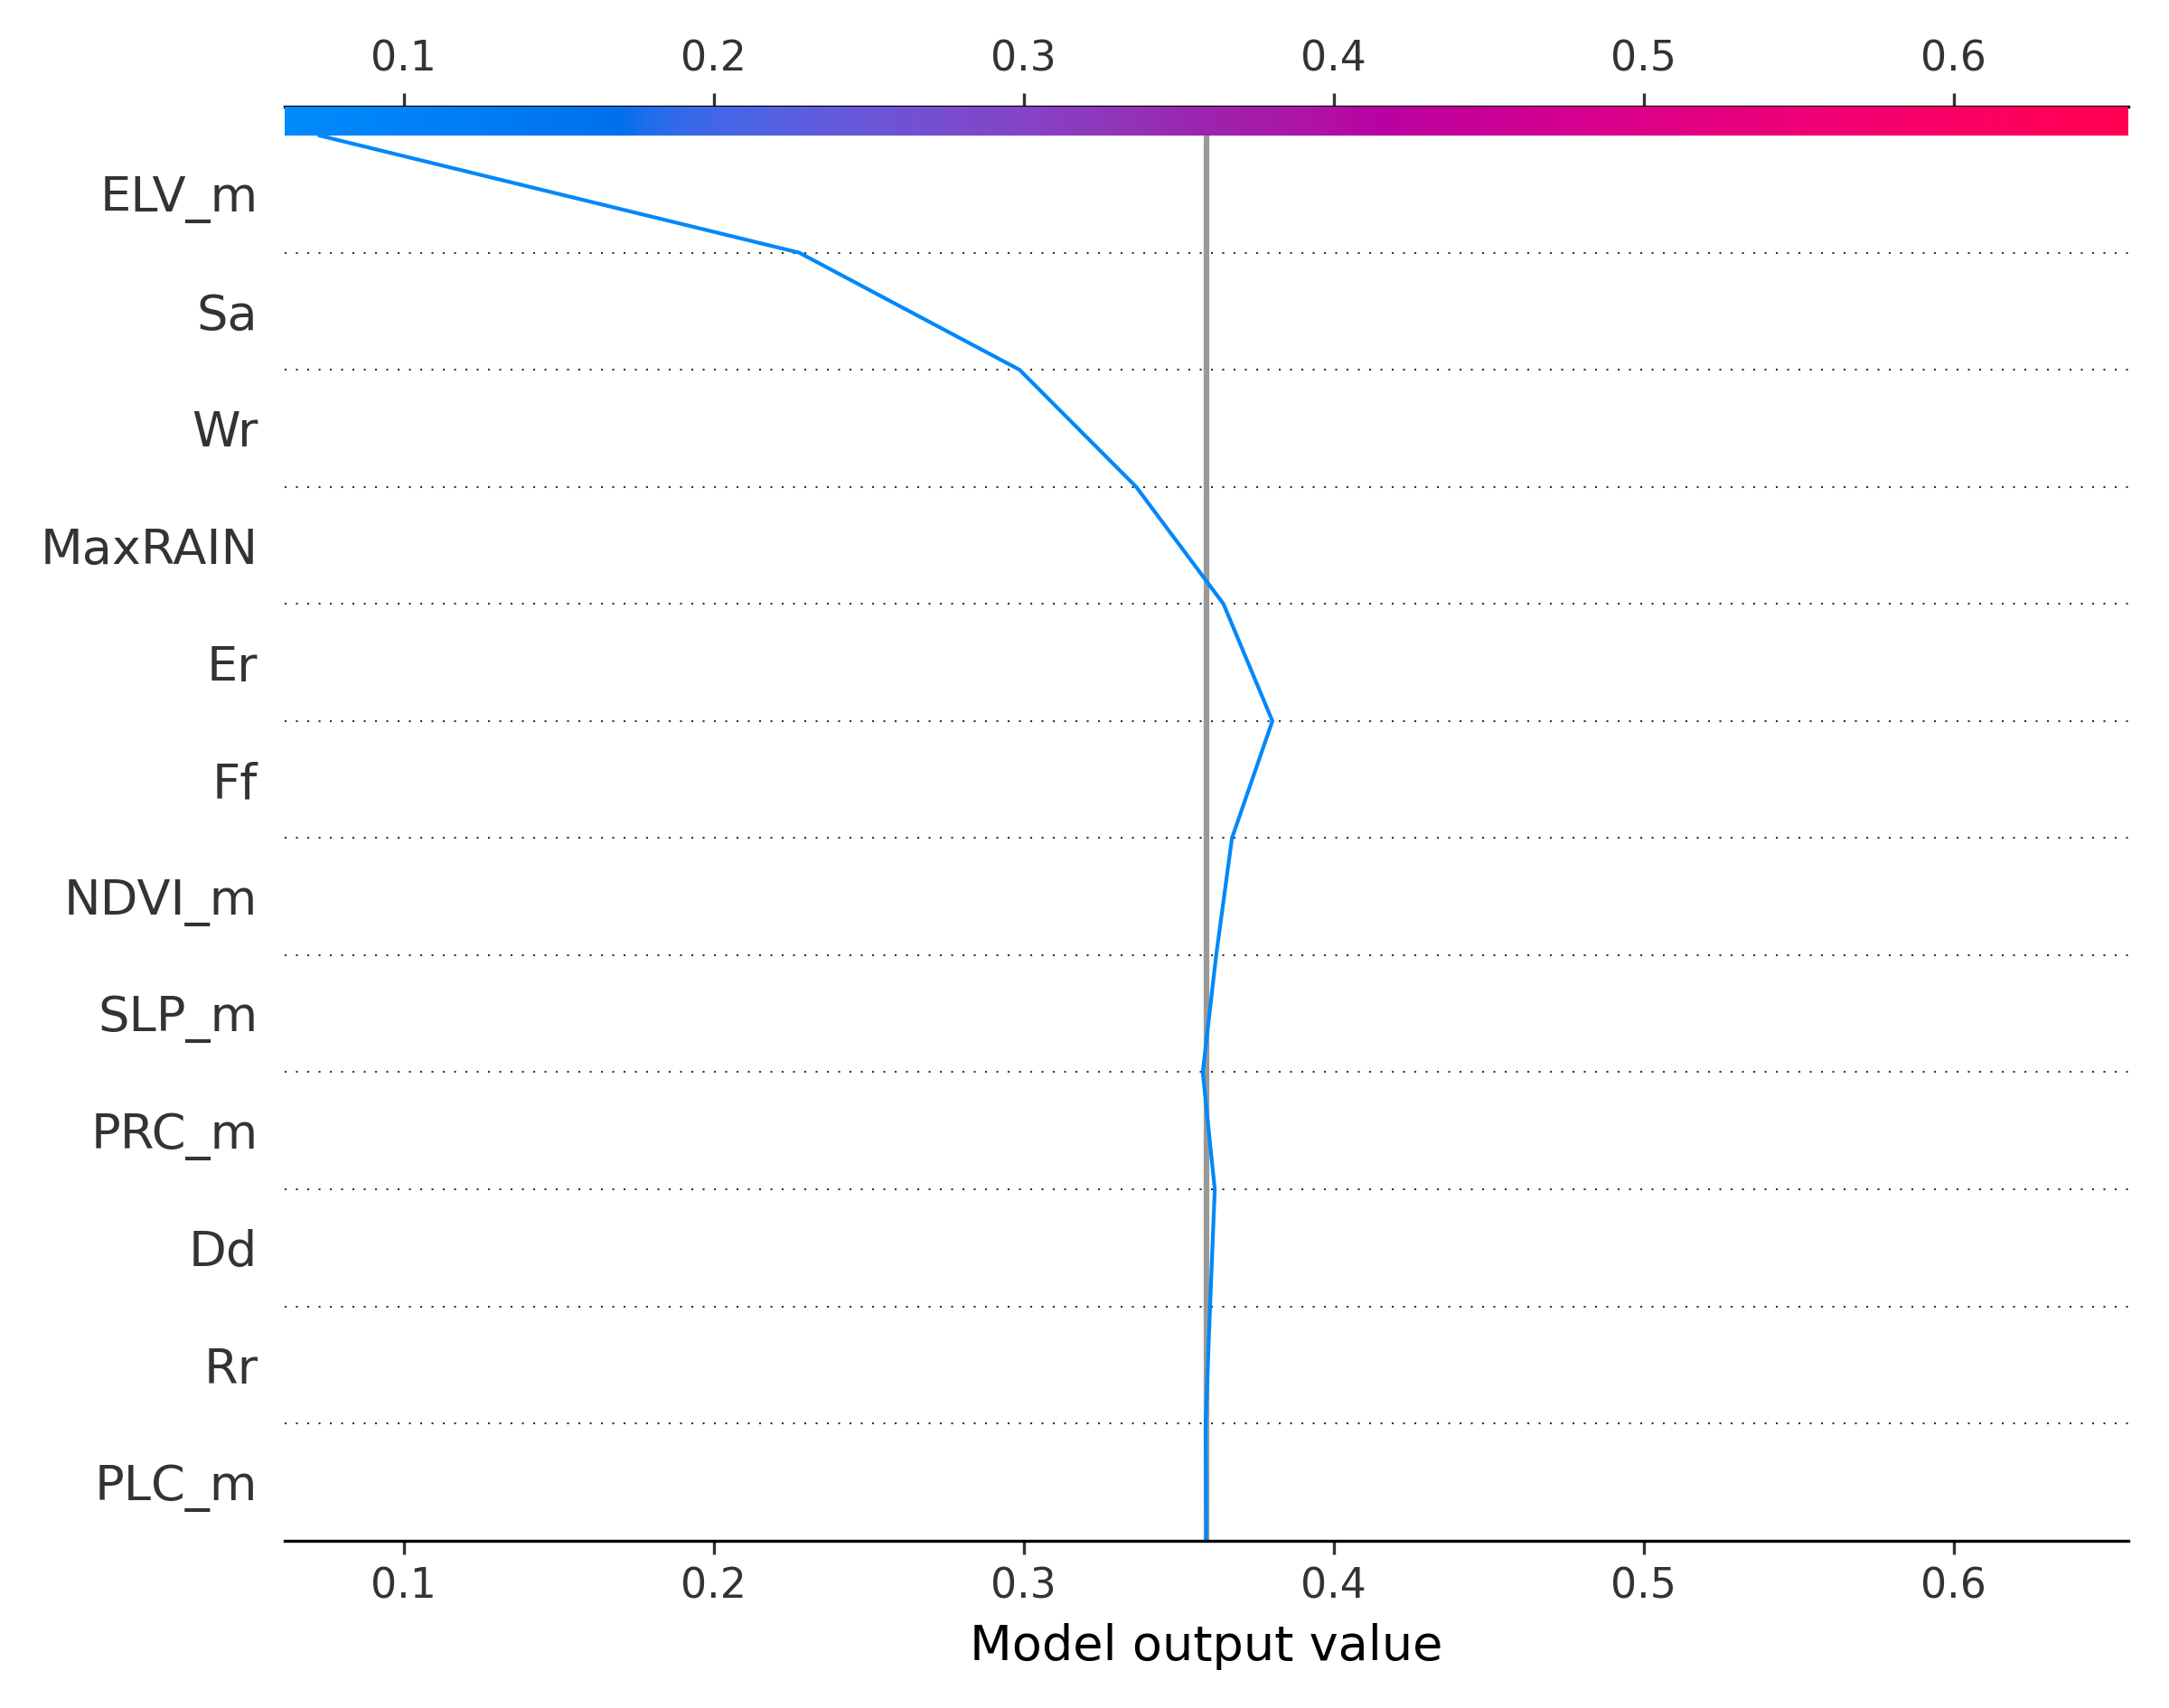 0.1 0.2 0.3 0.4 0.5 0.6
ELV_m
Sa
Wr
MaxRAIN
Er
Ff
NDVI_m
SLP_m
PRC_m
Dd
Rr
PLC_m
0.1 0.2 0.3 0.4 0.5 0.6
Model output value